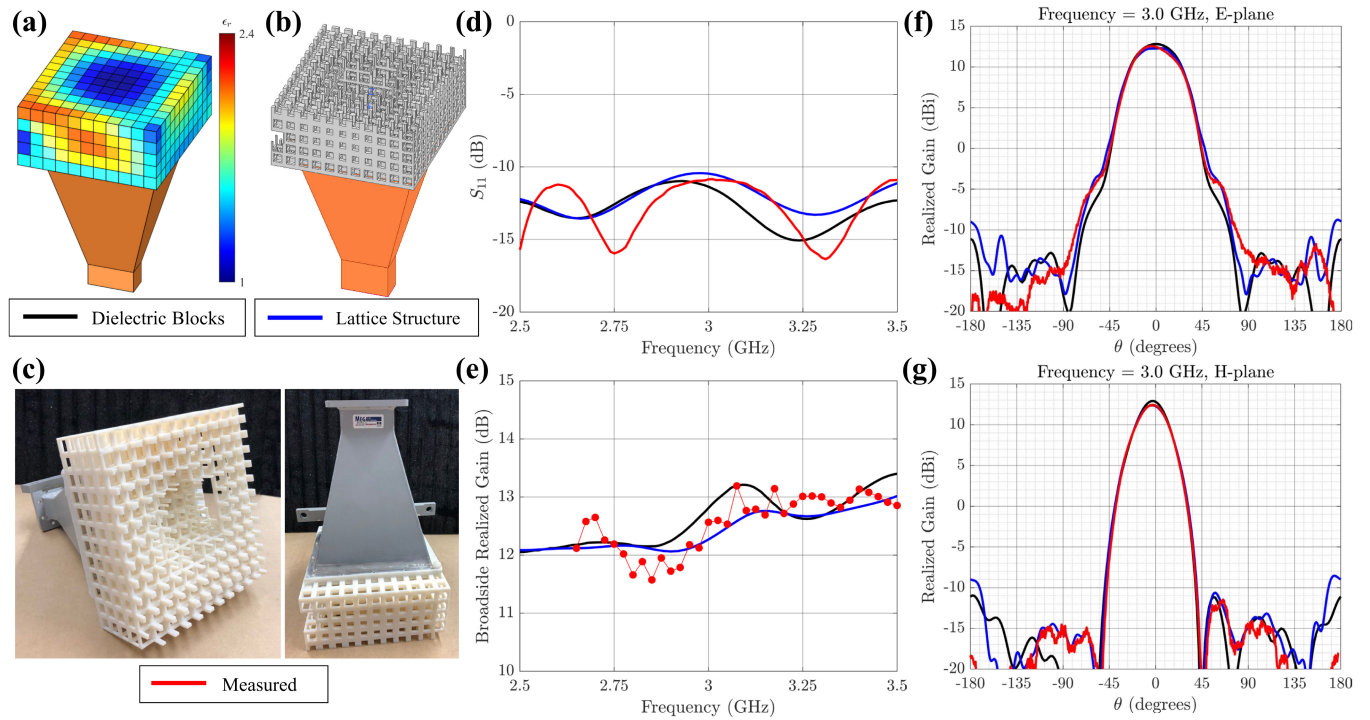 (a)
ϵr
2.4
1
(b)
Dielectric Blocks
Lattice Structure
(c)
MEGA
Measured
(d)
0
-5
-10
-15
-20
S11 (dB)
2.5 2.75 3 3.25 3.5
Frequency (GHz)
(e)
15
14
13
12
11
10
Broadside Realized Gain (dB)
2.5 2.75 3 3.25 3.5
Frequency (GHz)
(f)
Frequency = 3.0 GHz, E-plane
15
10
5
0
-5
-10
-15
-20
Realized Gain (dBi)
-180 -135 -90 -45 0 45 90 135 180
θ (degrees)
(g)
Frequency = 3.0 GHz, H-plane
15
10
5
0
-5
-10
-15
-20
Realized Gain (dBi)
-180 -135 -90 -45 0 45 90 135 180
θ (degrees)